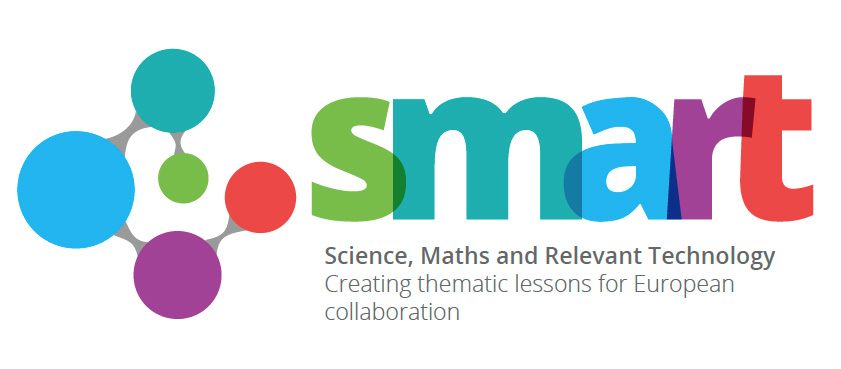 smart
Science, Maths and Relevant Technology
Creating thematic lessons for European
collaboration